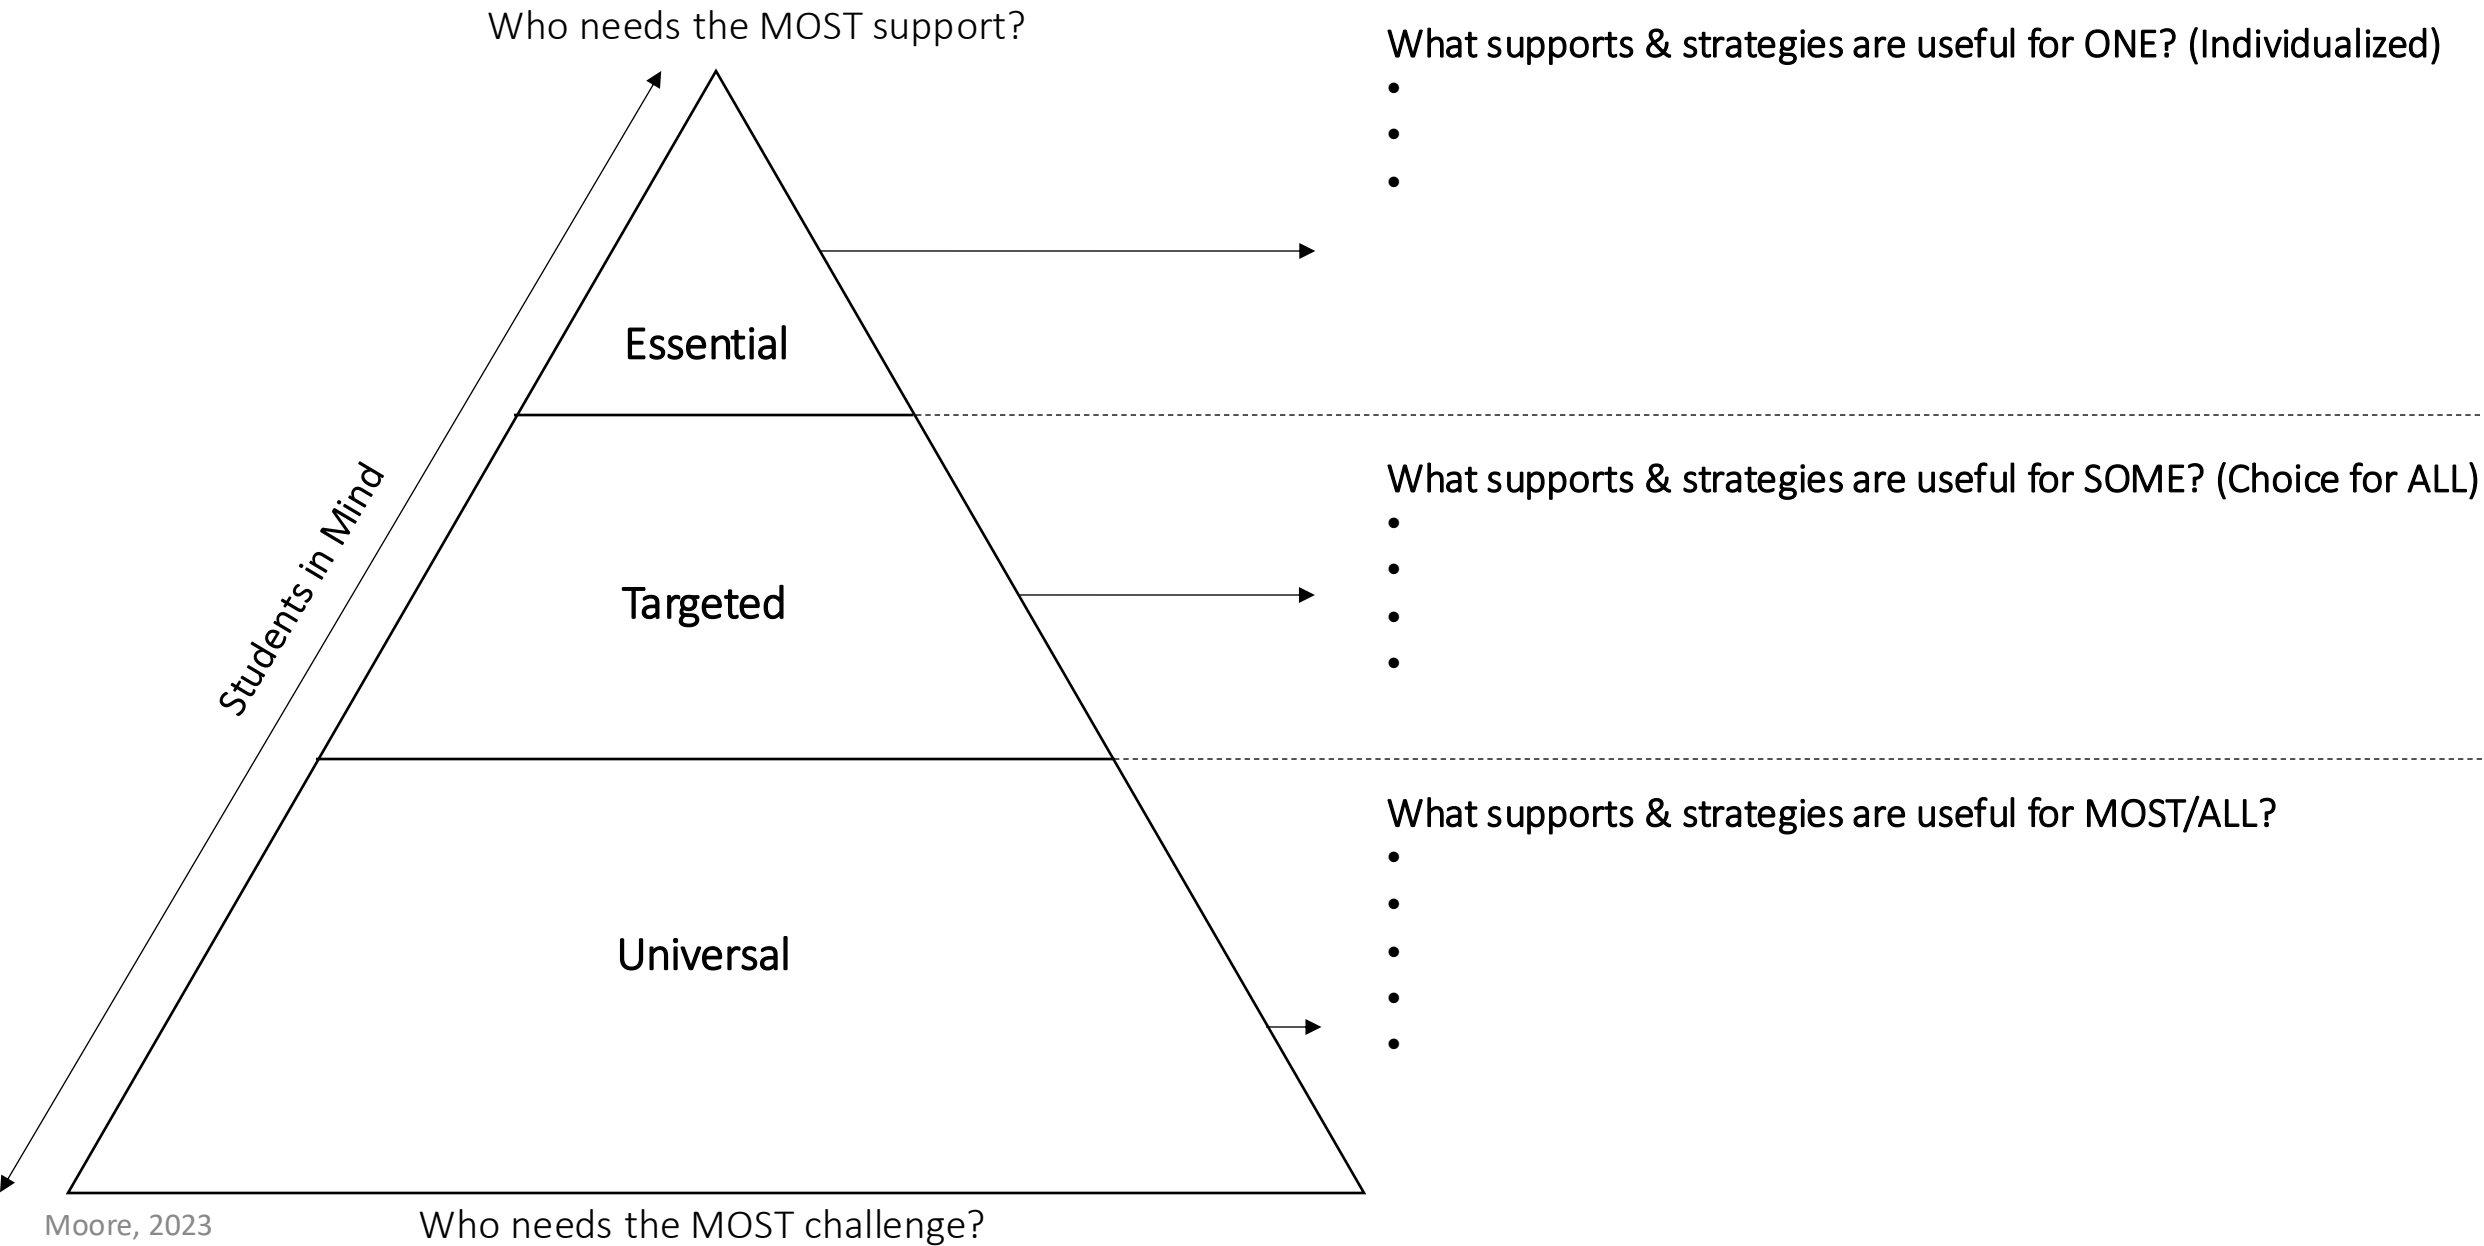 Who needs the MOST support?
What supports & strategies are useful for ONE? (Individualized)
•
•
•
Essential
Students in Mind
What supports & strategies are useful for SOME? (Choice for ALL)
•
•
•
•
Targeted
What supports & strategies are useful for MOST/ALL?
•
•
•
•
•
Universal
Moore, 2023
Who needs the MOST challenge?